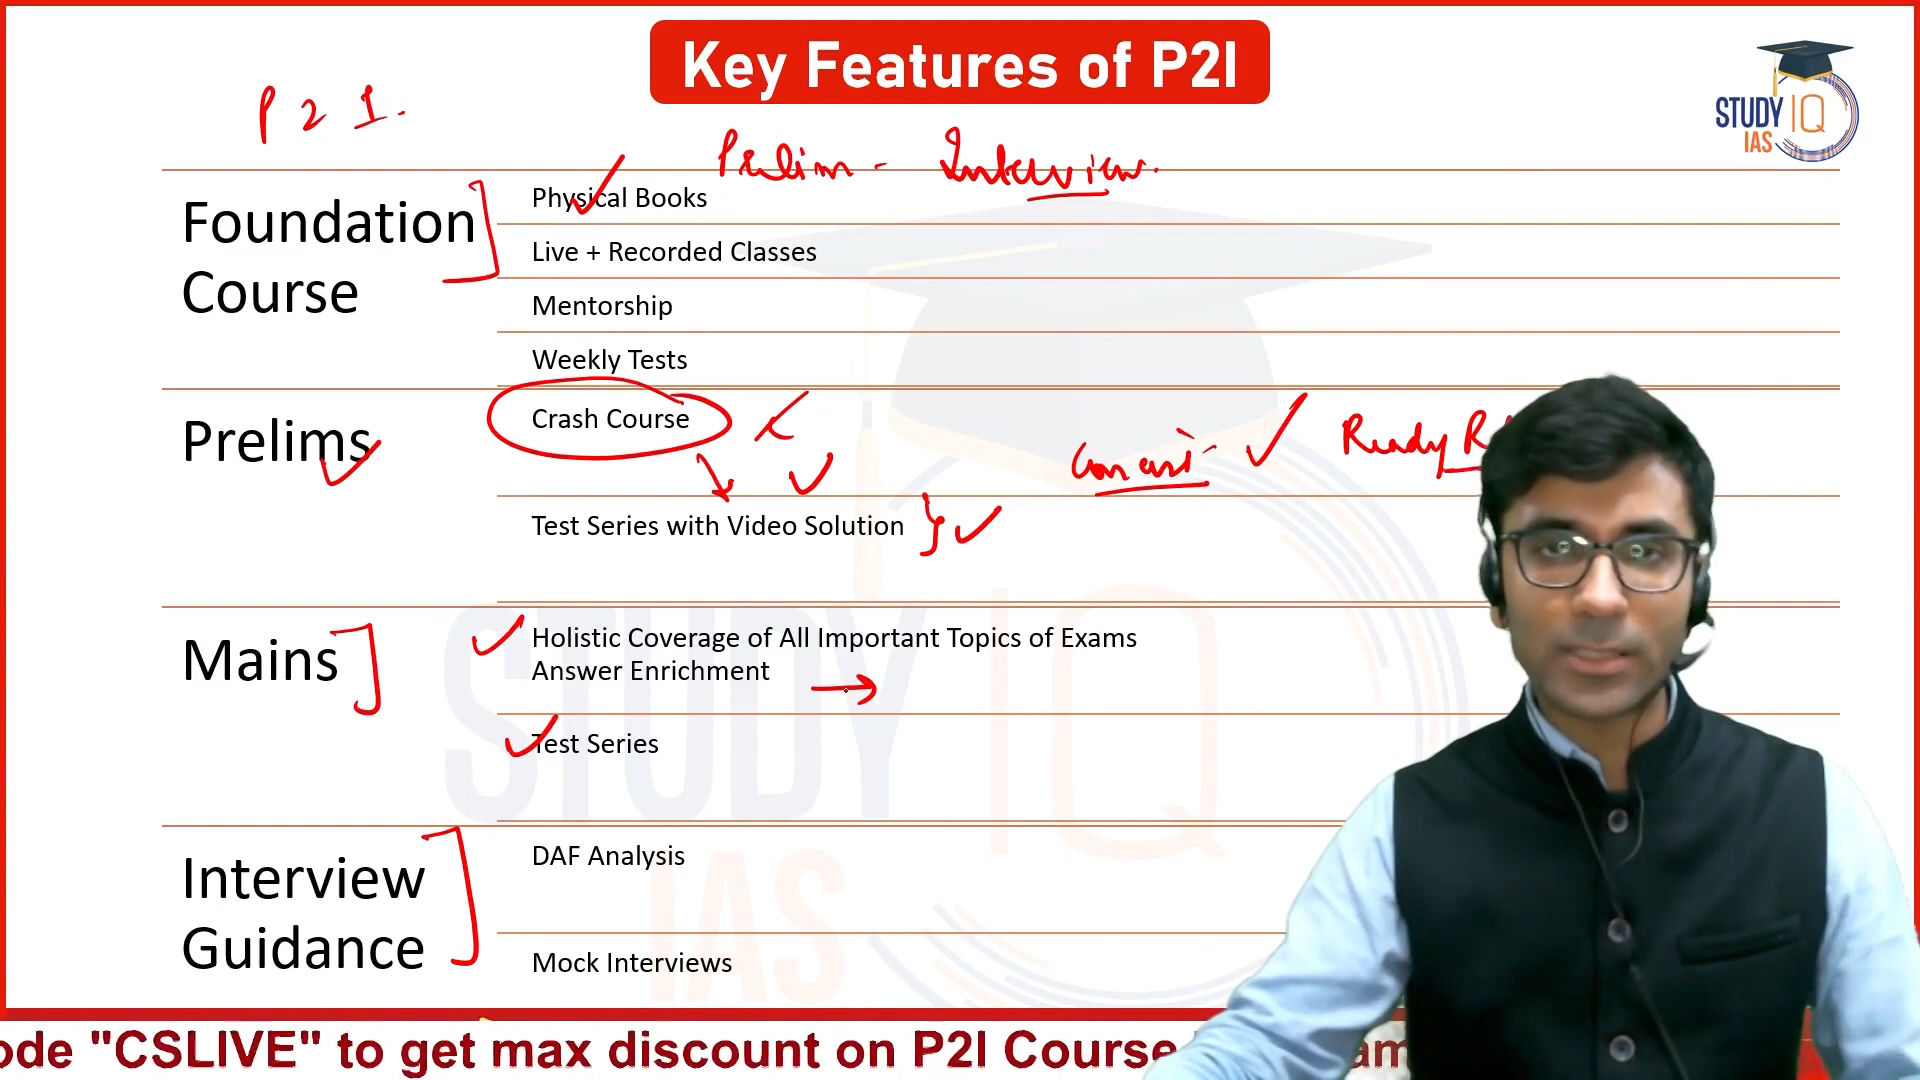 Key Features of P2I
STUDY IQ
IAS
P 2 I.
Prelim - Interview.
Foundation
Course
Physical Books
Live + Recorded Classes
Mentorship
Weekly Tests
Prelims
Crash Course
Ready
Test Series with Video Solution
Mains
Holistic Coverage of All Important Topics of Exams
Answer Enrichment
Test Series
Interview
Guidance
DAF Analysis
Mock Interviews
STUDY IQ
IAS
ode "CSLIVE" to get max discount on P2I Course